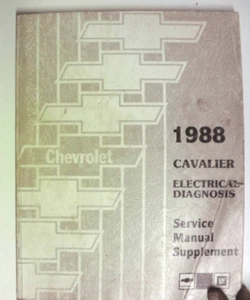 1988
Chevrolet
CAVALIER
ELECTRICAL
DIAGNOSIS
Service
Manual
Supplement